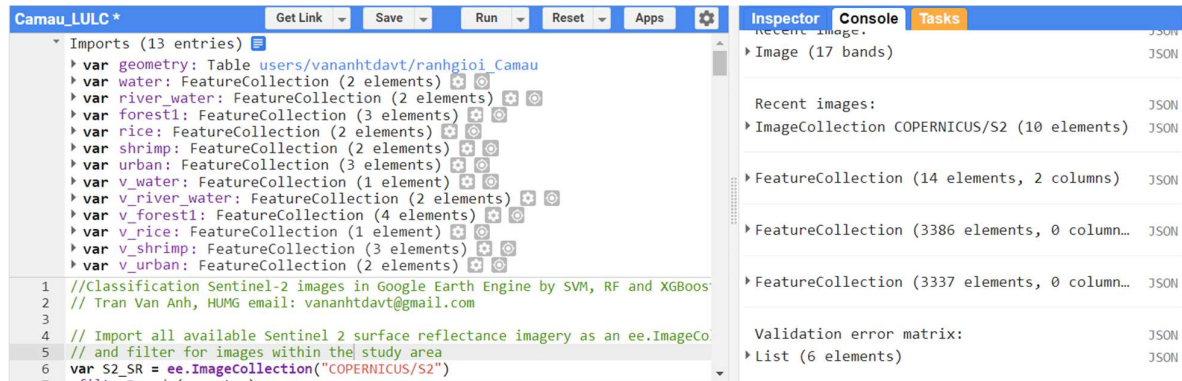 Camau_LULC *
Get Link Save Run Reset Apps
Imports (13 entries)
var geometry: Table users/vananhtdavt/ranhgioi_Camau
var water: FeatureCollection (2 elements)
var river_water: FeatureCollection (2 elements)
var forest1: FeatureCollection (3 elements)
var rice: FeatureCollection (2 elements)
var shrimp: FeatureCollection (2 elements)
var urban: FeatureCollection (3 elements)
var v_water: FeatureCollection (1 element)
var v_river_water: FeatureCollection (2 elements)
var v_forest1: FeatureCollection (4 elements)
var v_rice: FeatureCollection (1 element)
var v_shrimp: FeatureCollection (3 elements)
var v_urban: FeatureCollection (2 elements)
1 //Classification Sentinel-2 images in Google Earth Engine by SVM, RF and XGBoos
2 // Tran Van Anh, HUMG email: vananhtdavt@gmail.com
3
4 // Import all available Sentinel 2 surface reflectance imagery as an ee.ImageCo
5 // and filter for images within the study area
6 var S2_SR = ee.ImageCollection("COPERNICUS/S2")
Inspector Console Tasks
Recent image: JSON
Image (17 bands) JSON
Recent images: JSON
ImageCollection COPERNICUS/S2 (10 elements) JSON
FeatureCollection (14 elements, 2 columns) JSON
FeatureCollection (3386 elements, 0 column… JSON
FeatureCollection (3337 elements, 0 column… JSON
Validation error matrix: JSON
List (6 elements) JSON